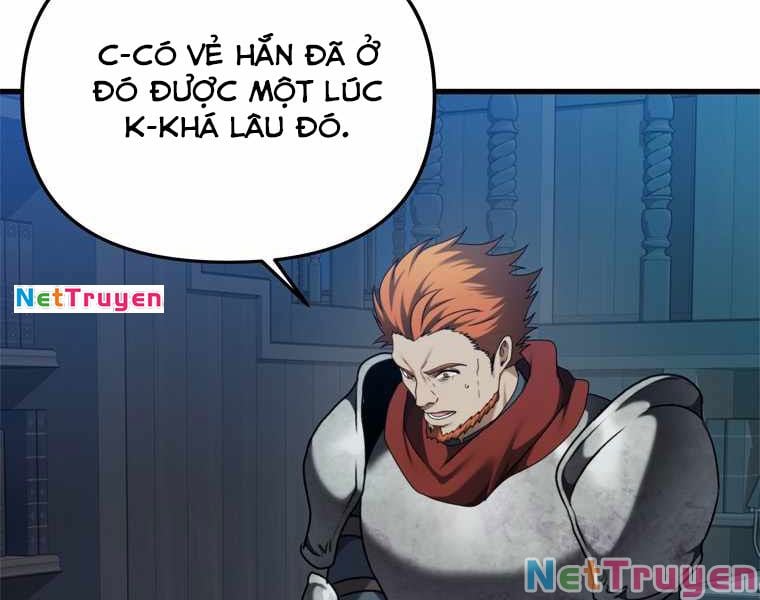 C-CÓ VẺ HẮN ĐÃ Ở
ĐÓ ĐƯỢC MỘT LÚC
K-KHÁ LÂU ĐÓ.
NetTruyen
NetTruyen